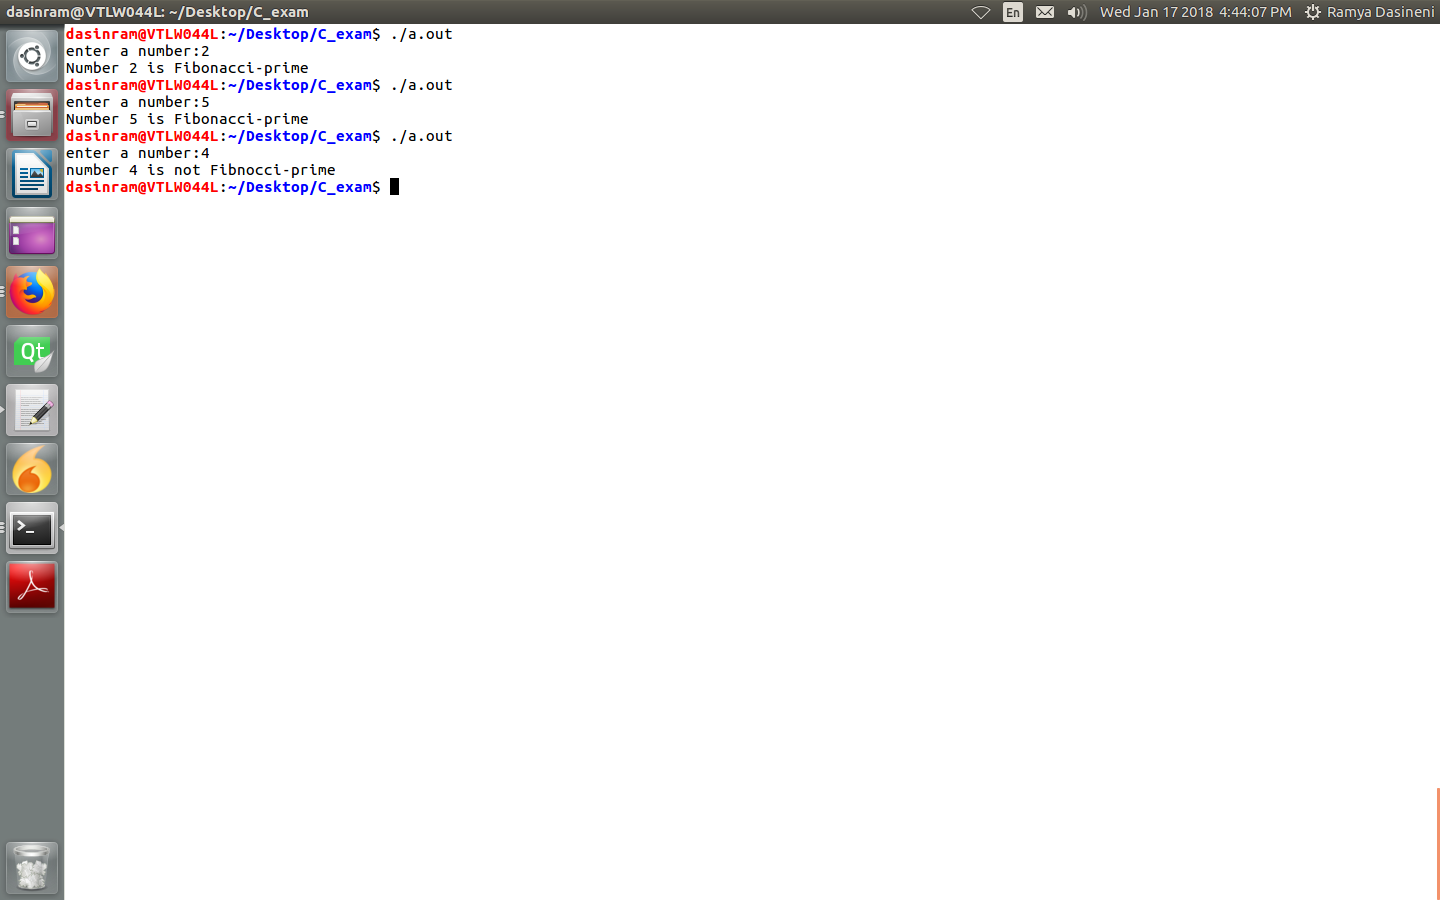 dasinram@VTLW044L: ~/Desktop/C_exam
En
Wed Jan 17 2018 4:44:07 PM
Ramya Dasineni
dasinram@VTLW044L:~/Desktop/C_exam$ ./a.out
enter a number:2
Number 2 is Fibonacci-prime
dasinram@VTLW044L:~/Desktop/C_exam$ ./a.out
enter a number:5
Number 5 is Fibonacci-prime
dasinram@VTLW044L:~/Desktop/C_exam$ ./a.out
enter a number:4
number 4 is not Fibnocci-prime
dasinram@VTLW044L:~/Desktop/C_exam$
Qt
>_